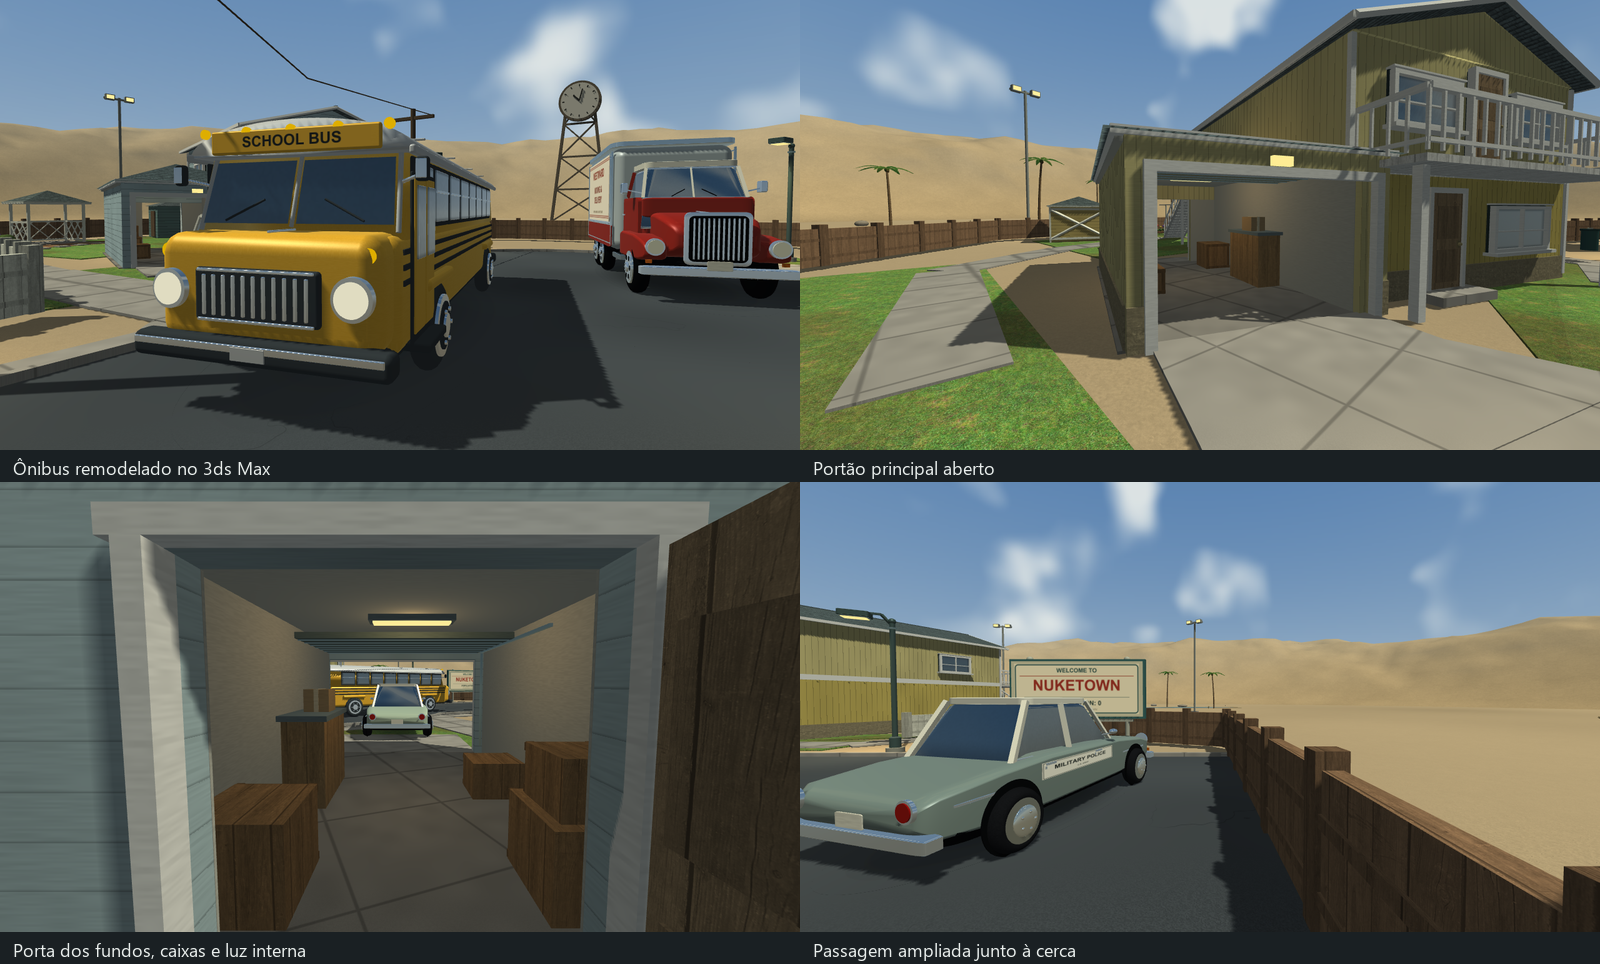 SCHOOL BUS
Ônibus remodelado no 3ds Max
Portão principal aberto
Porta dos fundos, caixas e luz interna
WELCOME TO
NUKETOWN
MILITARY POLICE
Passagem ampliada junto à cerca